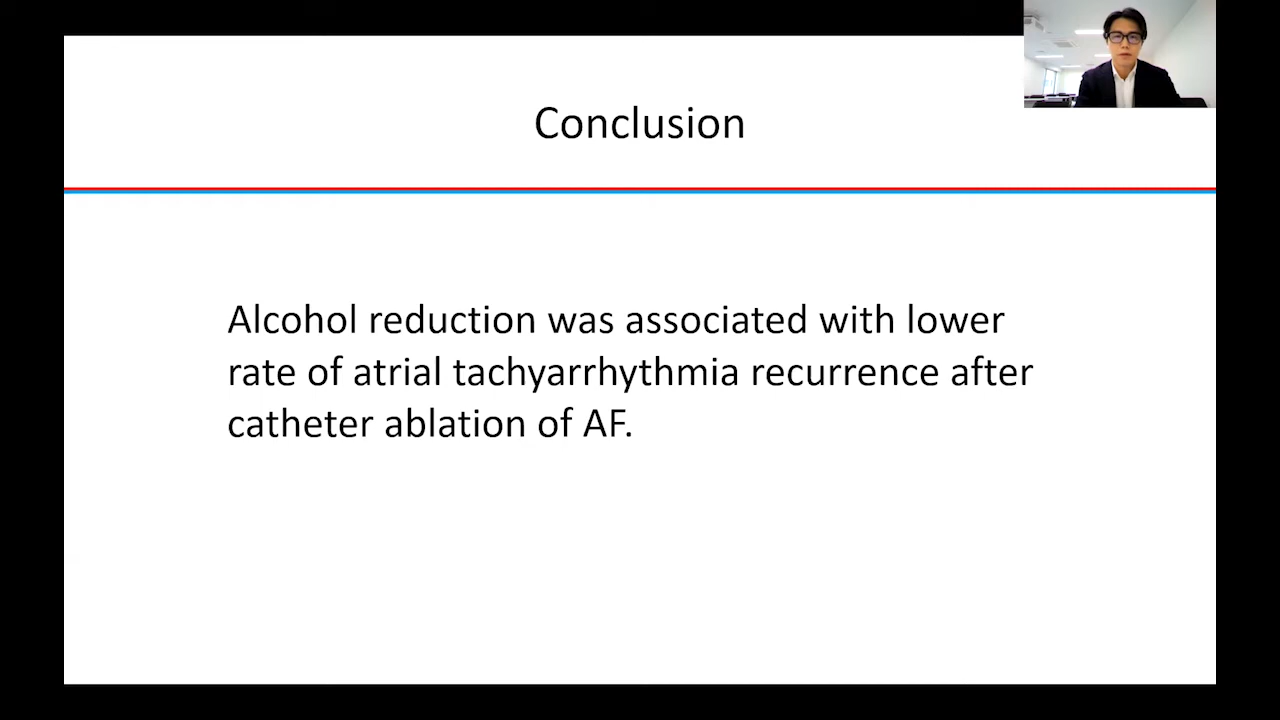 Conclusion
Alcohol reduction was associated with lower
rate of atrial tachyarrhythmia recurrence after
catheter ablation of AF.